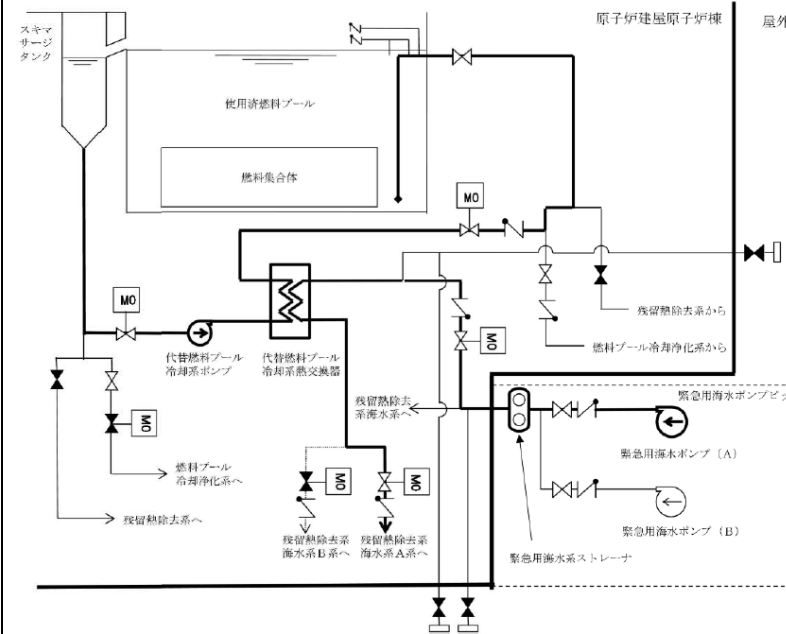 スキマ
サージ
タンク
原子炉建屋原子炉棟
屋外
使用済燃料プール
燃料集合体
MO
MO
代替燃料プール
冷却系ポンプ
代替燃料プール
冷却系熱交換器
MO
残留熱除去系から
燃料プール冷却浄化系から
残留熱除去
系海水系へ
緊急用海水ポンプピッ
緊急用海水ポンプ（A）
緊急用海水ポンプ（B）
緊急用海水系ストレーナ
MO
燃料プール
冷却浄化系へ
残留熱除去系へ
MO
MO
残留熱除去系
海水系B系へ
残留熱除去系
海水系A系へ